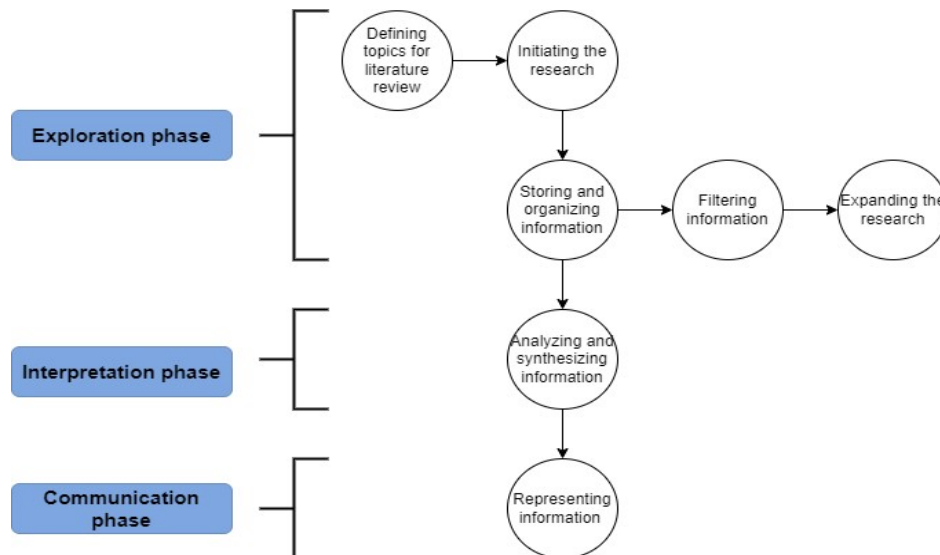 Defining
topics for
literature
review
Initiating the
research
Exploration phase
Storing and
organizing
information
Filtering
information
Expanding the
research
Interpretation phase
Analyzing and
synthesizing
information
Communication
phase
Representing
information